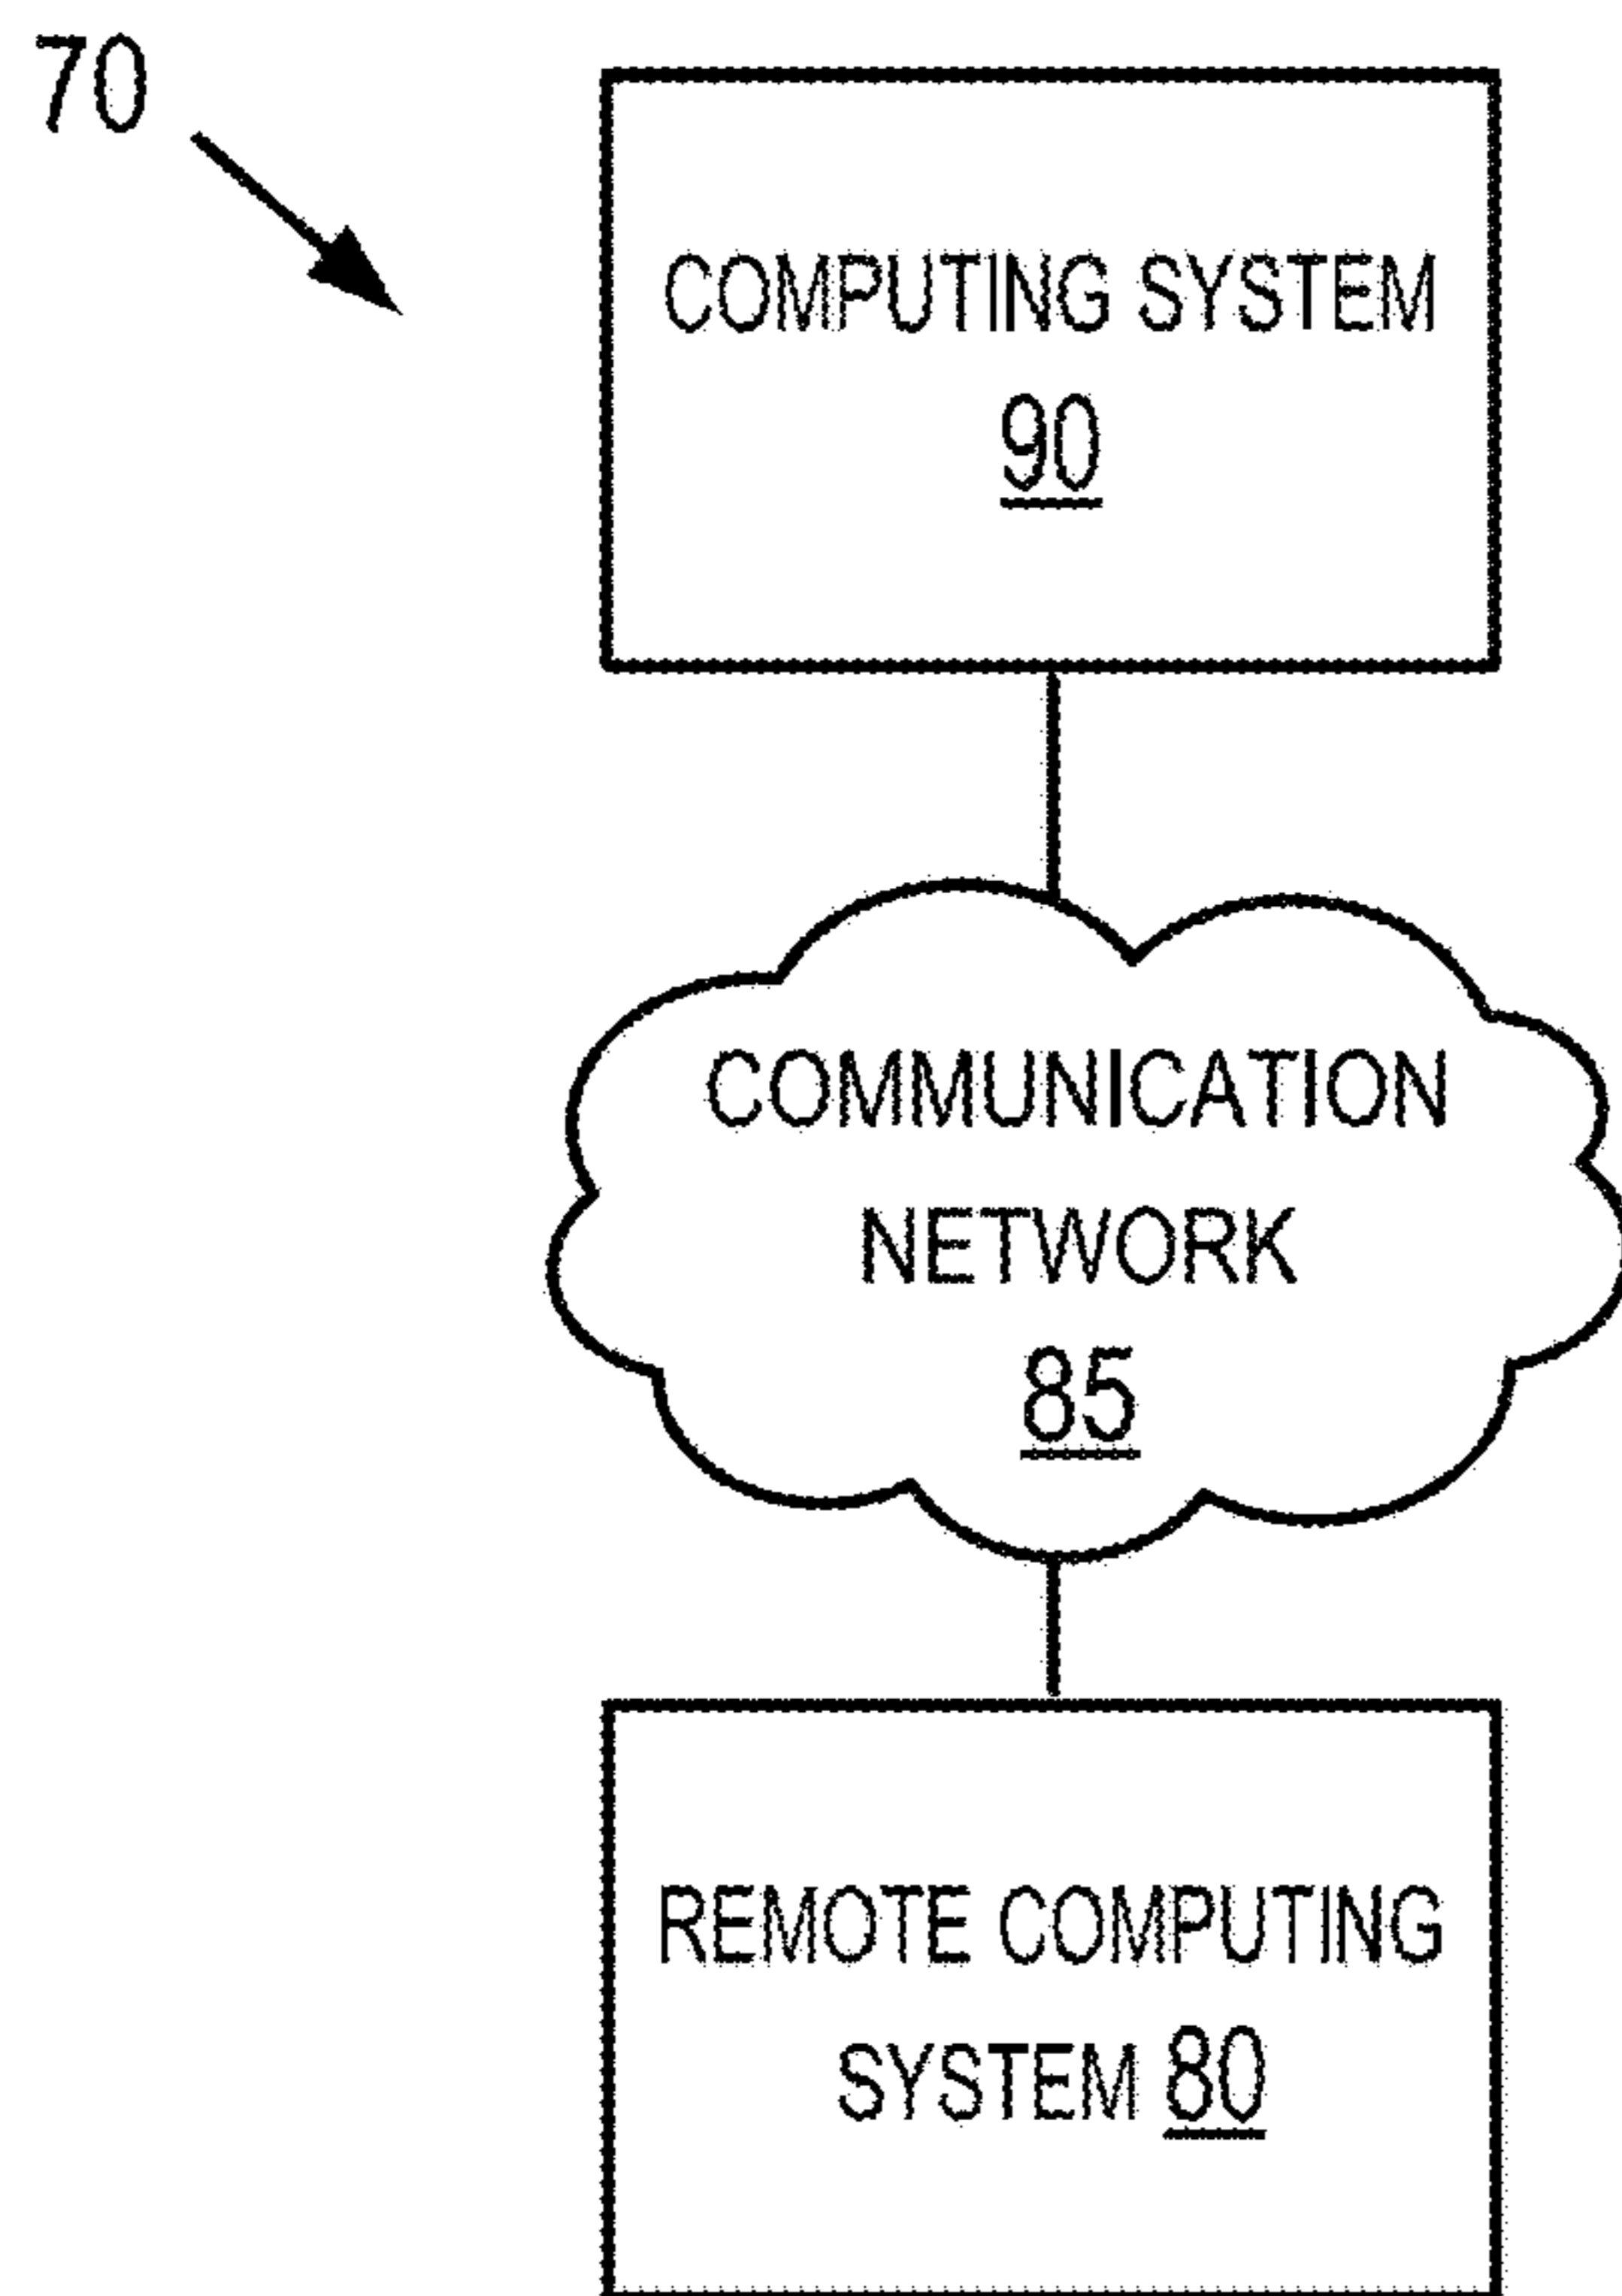 70
COMPUTING SYSTEM
90
COMMUNICATION
NETWORK
85
REMOTE COMPUTING
SYSTEM 80